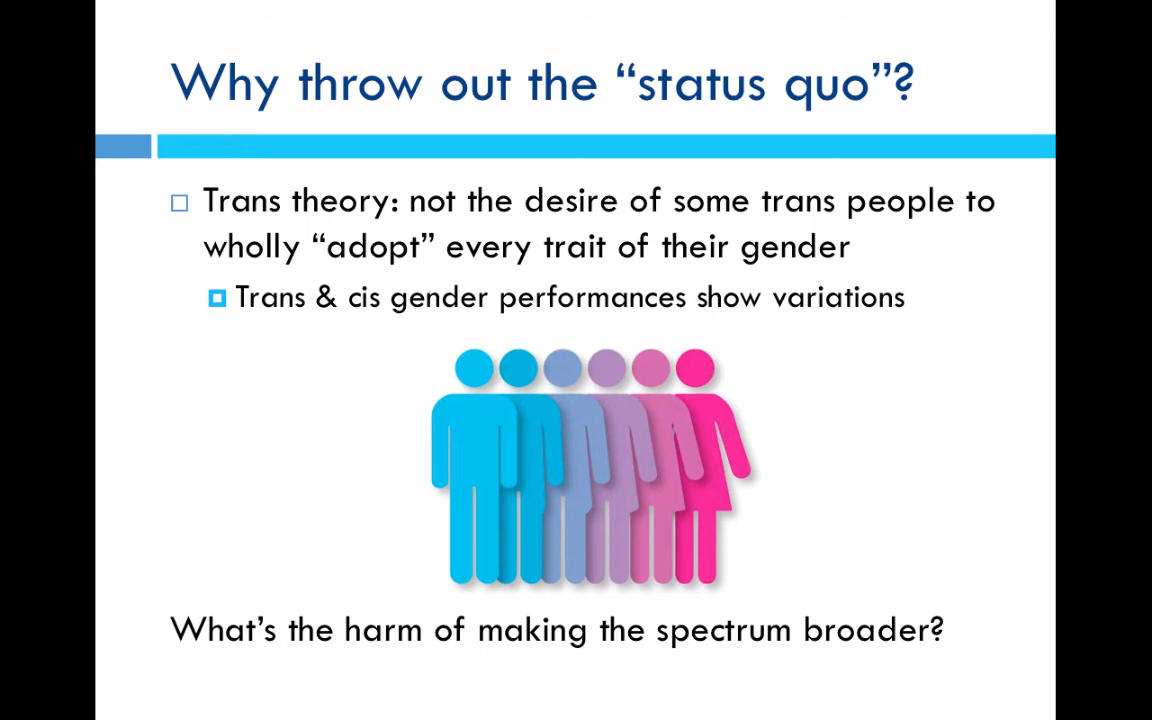 Why throw out the “status quo”?
Trans theory: not the desire of some trans people to
wholly “adopt” every trait of their gender
Trans & cis gender performances show variations
What’s the harm of making the spectrum broader?